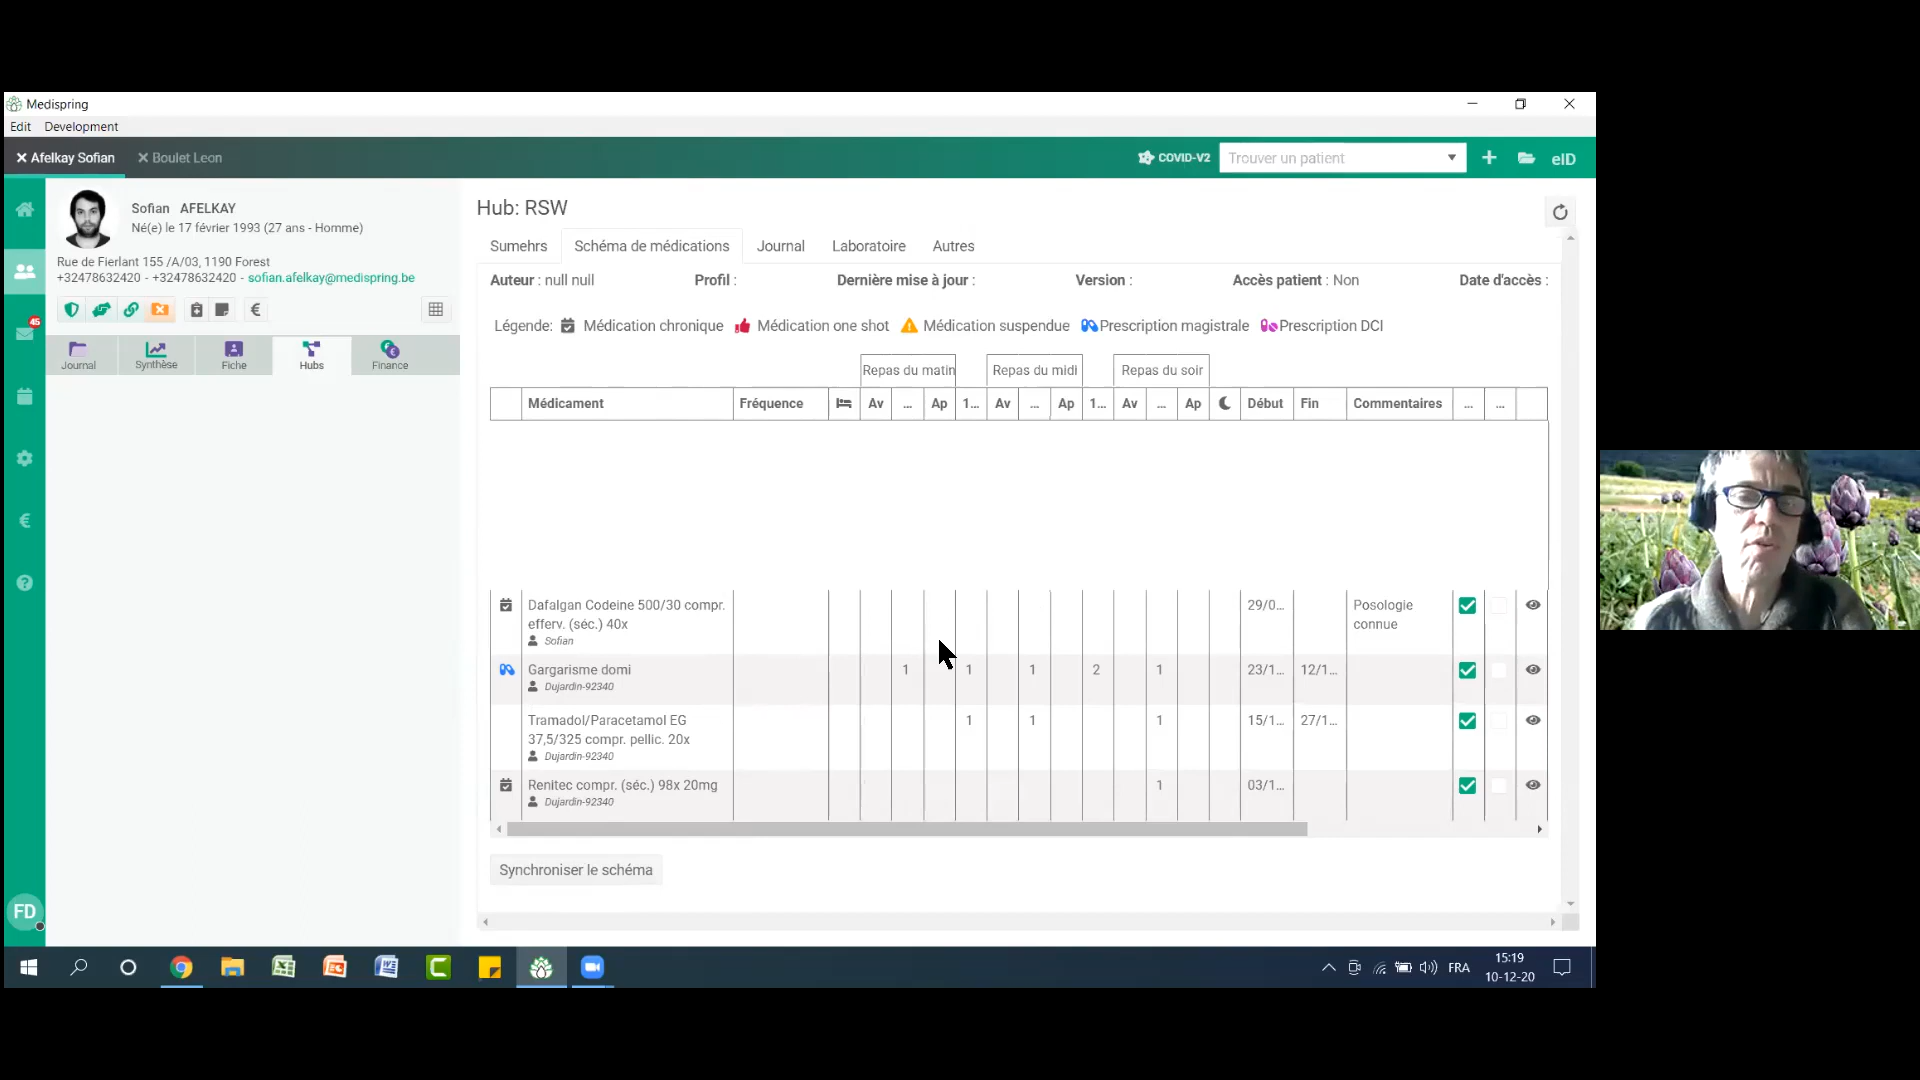 Medispring
Edit Development
Afelkay Sofian Boulet Leon COVID-V2 Trouver un patient eID
Sofian AFELKAY
Né(e) le 17 février 1993 (27 ans - Homme)
Rue de Fierlant 155 /A/03, 1190 Forest
+32478632420 - +32478632420 - sofian.afelkay@medispring.be
45
Journal Synthèse Fiche Hubs Finance
Hub: RSW
Sumehrs Schéma de médications Journal Laboratoire Autres
Auteur : null null Profil : Dernière mise à jour : Version : Accès patient : Non Date d'accès :
Légende: Médication chronique Médication one shot Médication suspendue Prescription magistrale Prescription DCI
Repas du matin Repas du midi Repas du soir
Médicament Fréquence Av ... Ap 1... Av ... Ap 1... Av ... Ap Début Fin Commentaires ... ...
Dafalgan Codeine 500/30 compr. 29/0... Posologie
efferv. (séc.) 40x connue
Sofian
Gargarisme domi 1 1 1 2 1 23/1... 12/1...
Dujardin-92340
Tramadol/Paracetamol EG 1 1 1 15/1... 27/1...
37,5/325 compr. pellic. 20x
Dujardin-92340
Renitec compr. (séc.) 98x 20mg 1 03/1...
Dujardin-92340
Synchroniser le schéma
FD
FRA 15:19
10-12-20